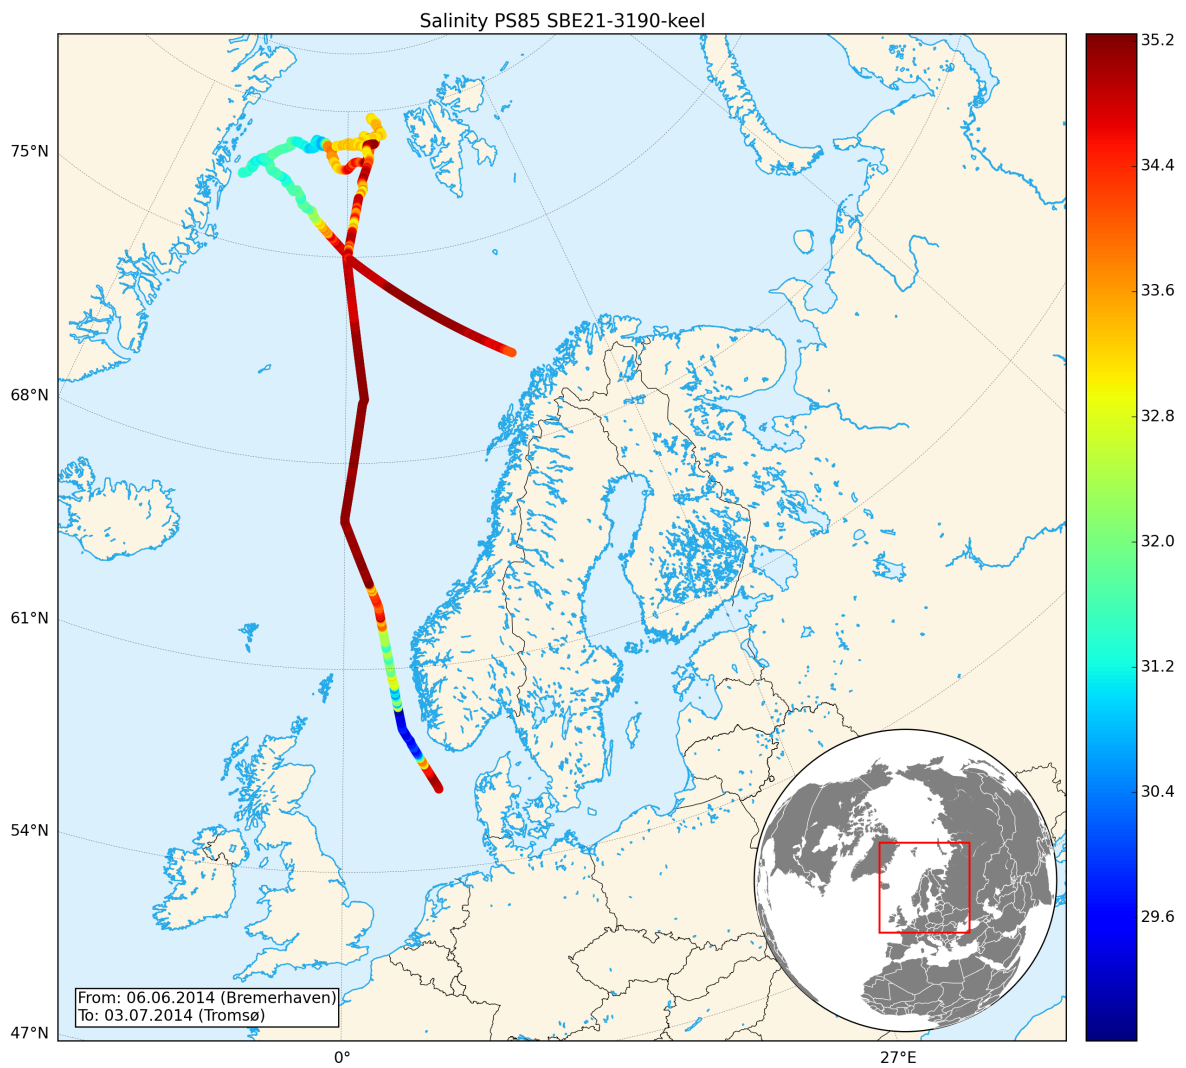 Salinity PS85 SBE21-3190-keel
75°N
68°N
61°N
54°N
47°N
0°
27°E
35.2
34.4
33.6
32.8
32.0
31.2
30.4
29.6
From: 06.06.2014 (Bremerhaven)
To: 03.07.2014 (Tromsø)